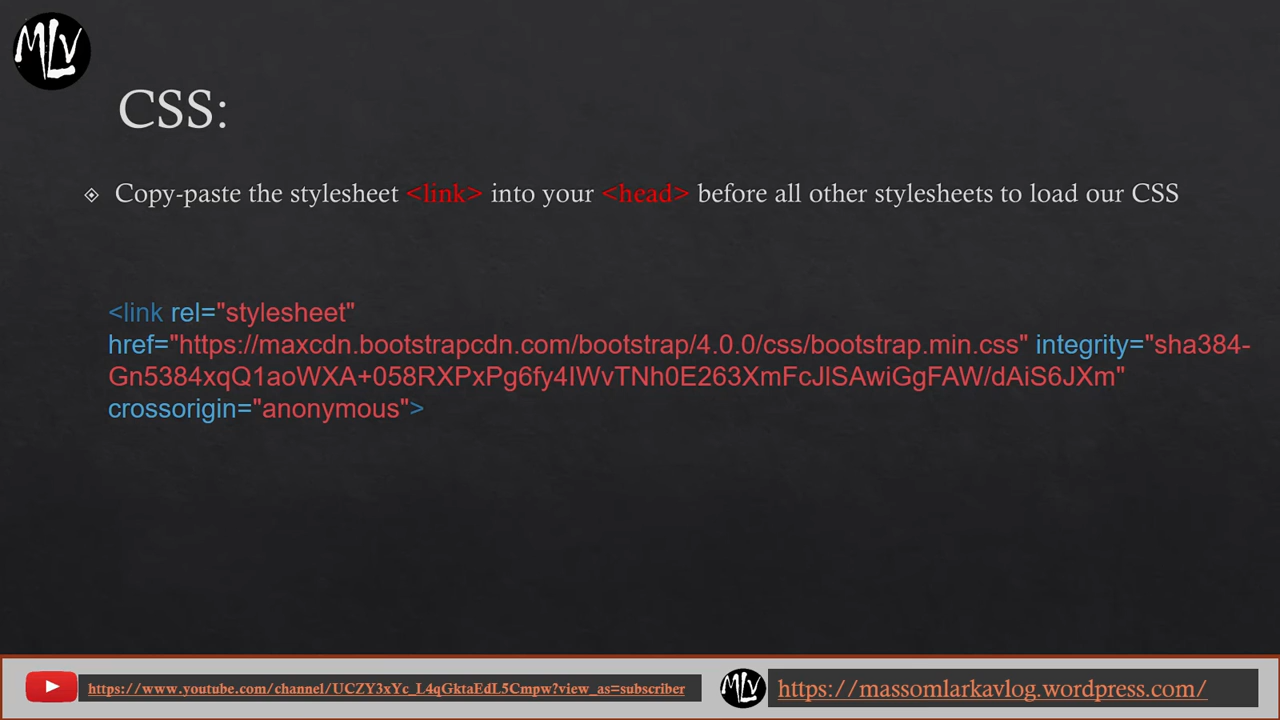 MLV
CSS:
Copy-paste the stylesheet <link> into your <head> before all other stylesheets to load our CSS
<link rel="stylesheet"
href="https://maxcdn.bootstrapcdn.com/bootstrap/4.0.0/css/bootstrap.min.css" integrity="sha384-
Gn5384xqQ1aoWXA+058RXPxPg6fy4IWvTNh0E263XmFcJlSAwiGgFAW/dAiS6JXm"
crossorigin="anonymous">
https://www.youtube.com/channel/UCZY3xYc_L4qGktaEdL5Cmpw?view_as=subscriber
MLV
https://massomlarkavlog.wordpress.com/